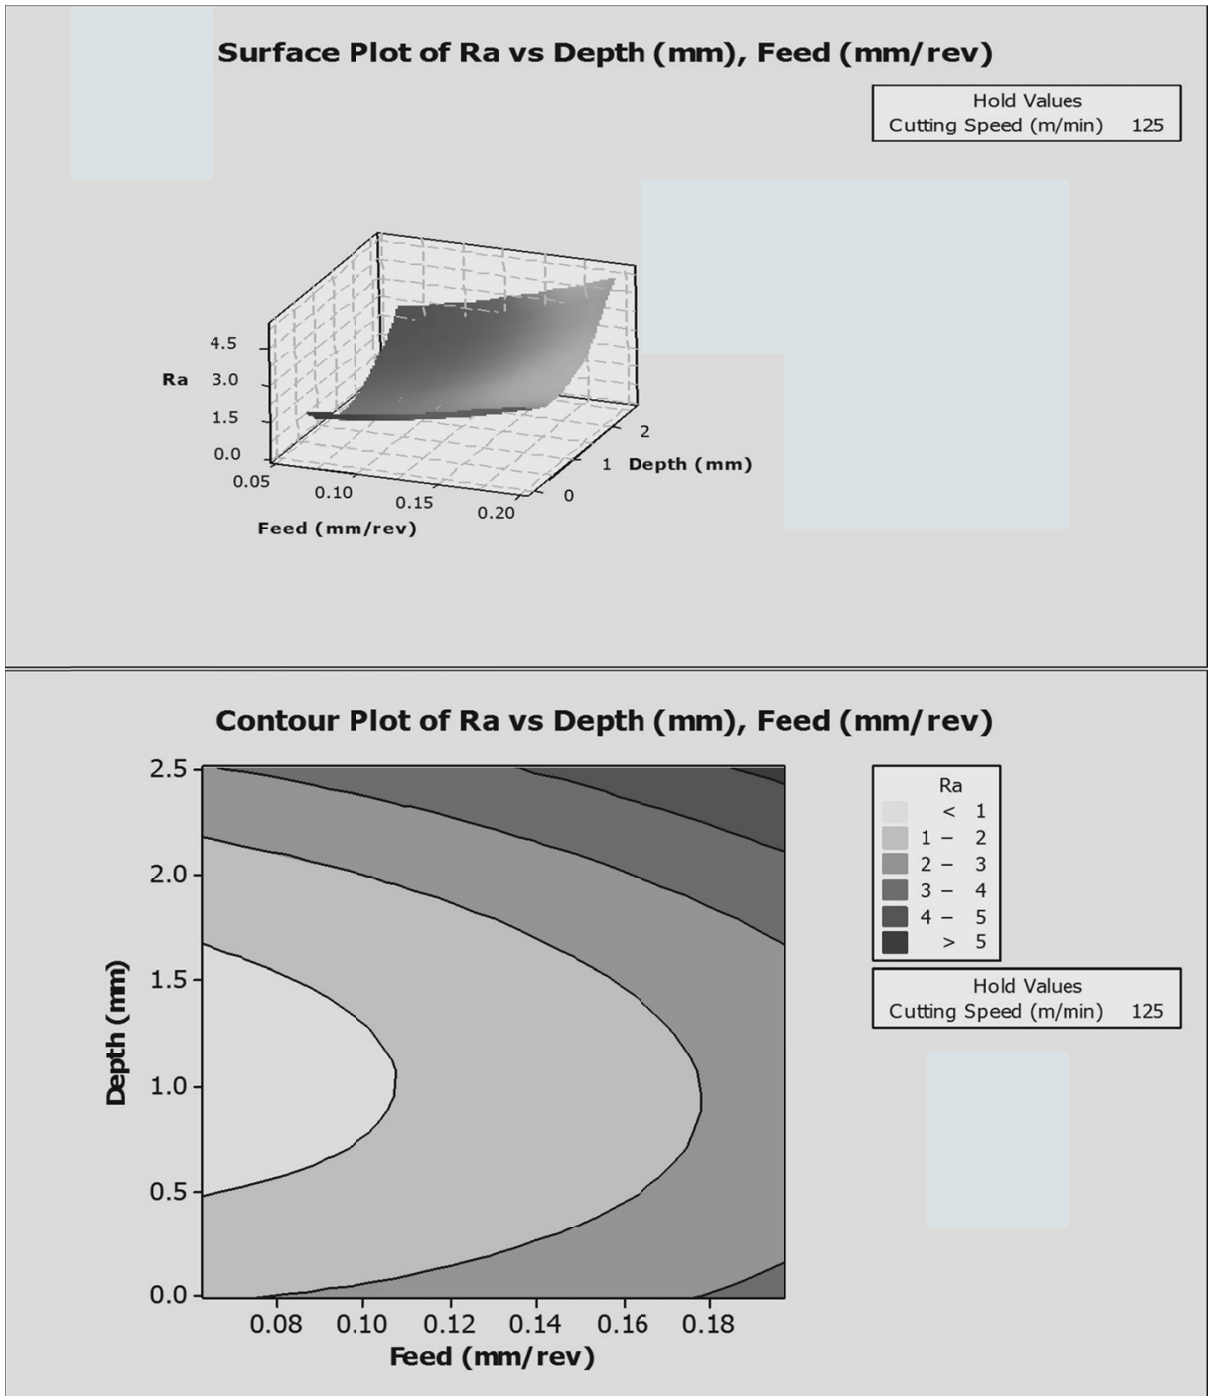 Surface Plot of Ra vs Depth (mm), Feed (mm/rev)
Hold Values
Cutting Speed (m/min) 125
4.5
Ra 3.0
1.5
0.0
0.05
0.10
0.15
0.20
Feed (mm/rev)
2
1 Depth (mm)
0
Contour Plot of Ra vs Depth (mm), Feed (mm/rev)
2.5
2.0
1.5
1.0
0.5
0.0
Depth (mm)
0.08 0.10 0.12 0.14 0.16 0.18
Feed (mm/rev)
Ra
< 1
1 – 2
2 – 3
3 – 4
4 – 5
> 5
Hold Values
Cutting Speed (m/min) 125